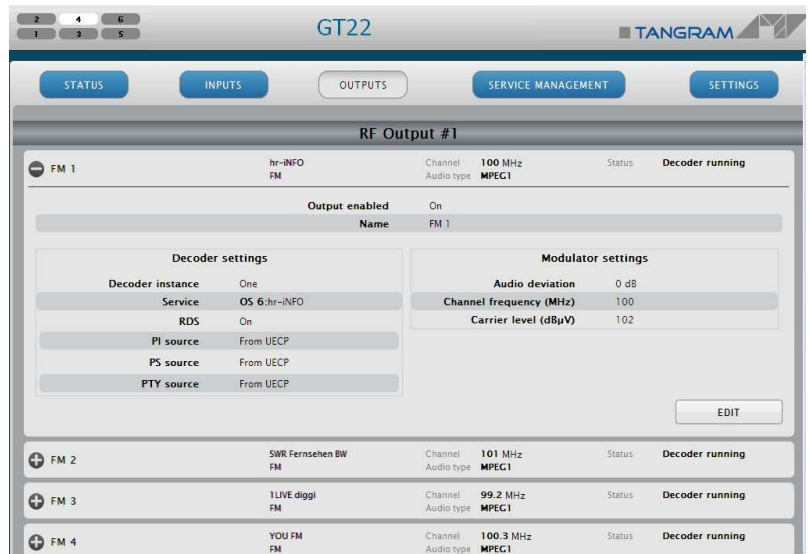 2 4 6
1 3 5
GT22
TANGRAM
STATUS INPUTS OUTPUTS SERVICE MANAGEMENT SETTINGS
RF Output #1
FM 1 hr-iNFO Channel 100 MHz Status Decoder running
FM Audio type MPEG1
Output enabled On
Name FM 1
Decoder settings
Decoder instance One
Service OS 6:hr-iNFO
RDS On
PI source From UECP
PS source From UECP
PTY source From UECP
Modulator settings
Audio deviation 0 dB
Channel frequency (MHz) 100
Carrier level (dBµV) 102
EDIT
FM 2 SWR Fernsehen BW Channel 101 MHz Status Decoder running
FM Audio type MPEG1
FM 3 1LIVE diggi Channel 99.2 MHz Status Decoder running
FM Audio type MPEG1
FM 4 YOU FM Channel 100.3 MHz Status Decoder running
FM Audio type MPEG1